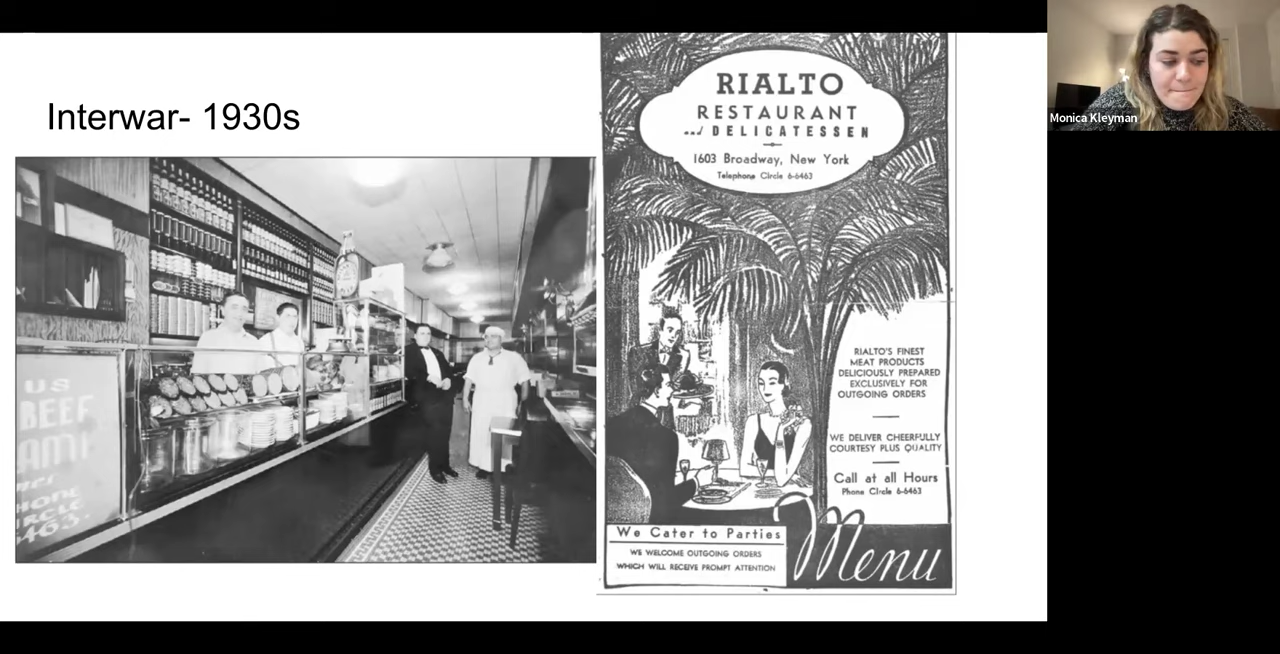 Interwar- 1930s
US
BEEF
RIALTO
RESTAURANT
and DELICATESSEN
1603 Broadway, New York
Telephone Circle 6-6463
RIALTO'S FINEST
MEAT PRODUCTS
DELICIOUSLY PREPARED
EXCLUSIVELY FOR
OUTGOING ORDERS
WE DELIVER CHEERFULLY
COURTESY PLUS QUALITY
Call at all Hours
Phone Circle 6-6463
We Cater to Parties
WE WELCOME OUTGOING ORDERS
WHICH WILL RECEIVE PROMPT ATTENTION
Menu
Monica Kleyman